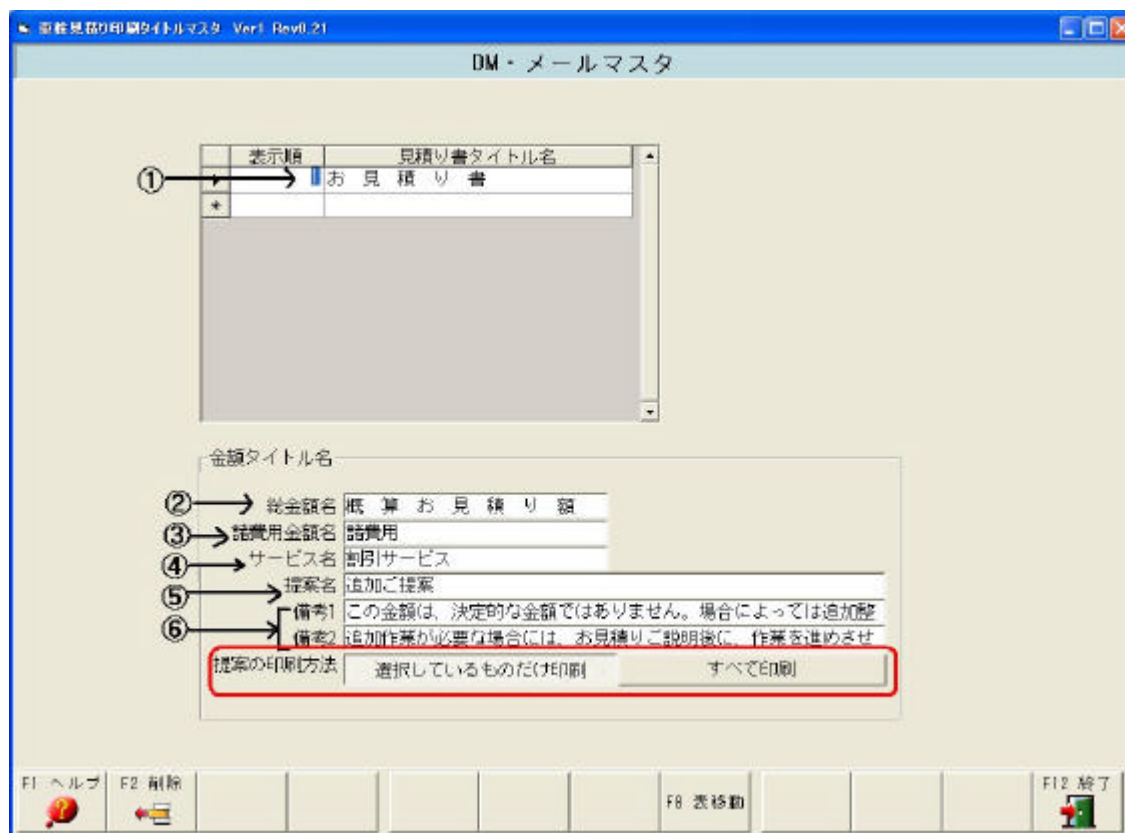 車検見積り印刷タイトルマスタ Ver1 Rev0.21
DM・メールマスタ
表示順 見積り書タイトル名
① お見積り書
*
金額タイトル名
② 総金額名 概算お見積り額
③ 諸費用金額名 諸費用
④ サービス名 割引サービス
⑤ 提案名 追加ご提案
⑥ 備考1 この金額は、決定的な金額ではありません。場合によっては追加整
備考2 追加作業が必要な場合には、お見積りご説明後に、作業を進めさせ
提案の印刷方法 選択しているものだけ印刷 すべて印刷
F1 ヘルプ F2 削除 F8 表移動 F12 終了